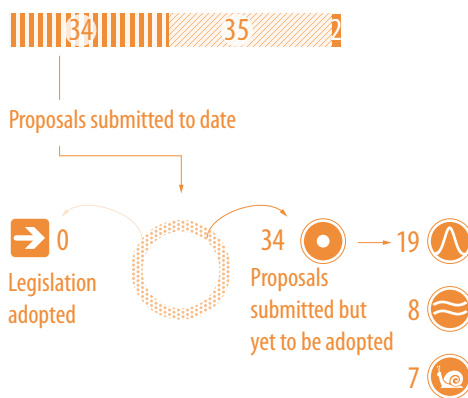 34 35 2
Proposals submitted to date
0
Legislation
adopted
34
Proposals
submitted but
yet to be adopted
19
8
7